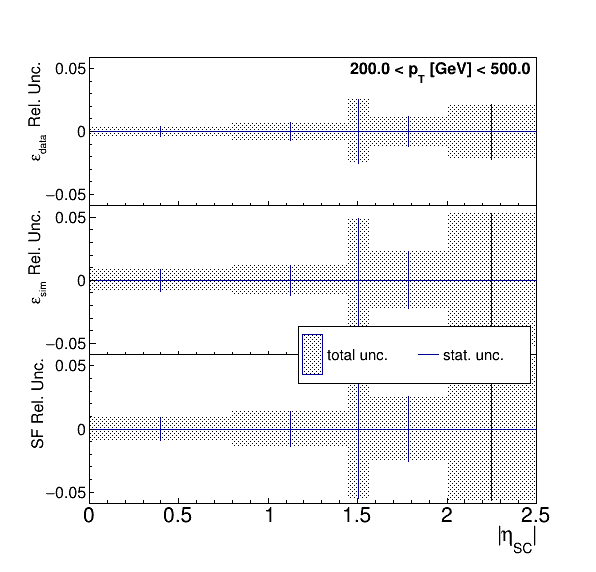 200.0 < p_T [GeV] < 500.0
ε_data Rel. Unc.
0.05
0
−0.05
ε_sim Rel. Unc.
0.05
0
−0.05
total unc. stat. unc.
SF Rel. Unc.
0.05
0
−0.05
0 0.5 1 1.5 2 2.5
|η_SC|